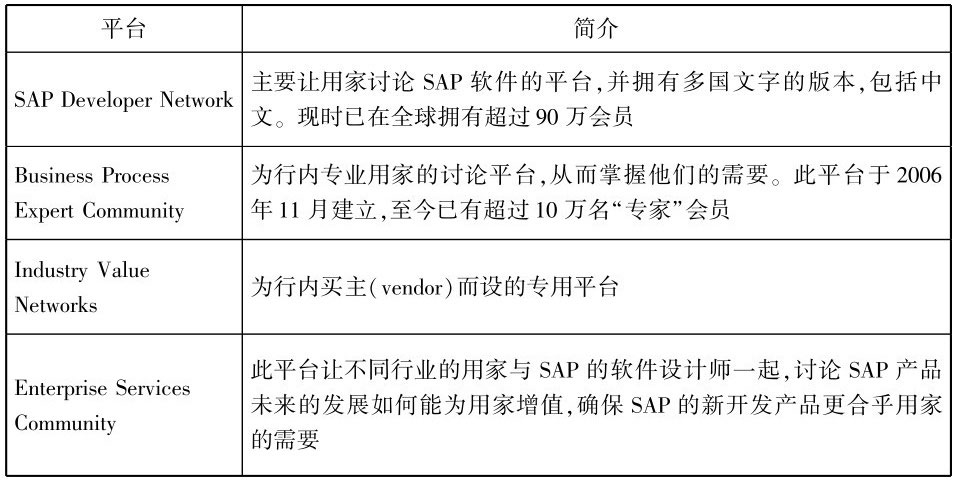 平台
简介
SAP Developer Network
主要让用家讨论 SAP 软件的平台,并拥有多国文字的版本,包括中
文。现时已在全球拥有超过 90 万会员
Business Process
Expert Community
为行内专业用家的讨论平台,从而掌握他们的需要。此平台于 2006
年 11 月建立,至今已有超过 10 万名“专家”会员
Industry Value
Networks
为行内买主(vendor)而设的专用平台
Enterprise Services
Community
此平台让不同行业的用家与 SAP 的软件设计师一起,讨论 SAP 产品
未来的发展如何能为用家增值,确保 SAP 的新开发产品更合乎用家
的需要